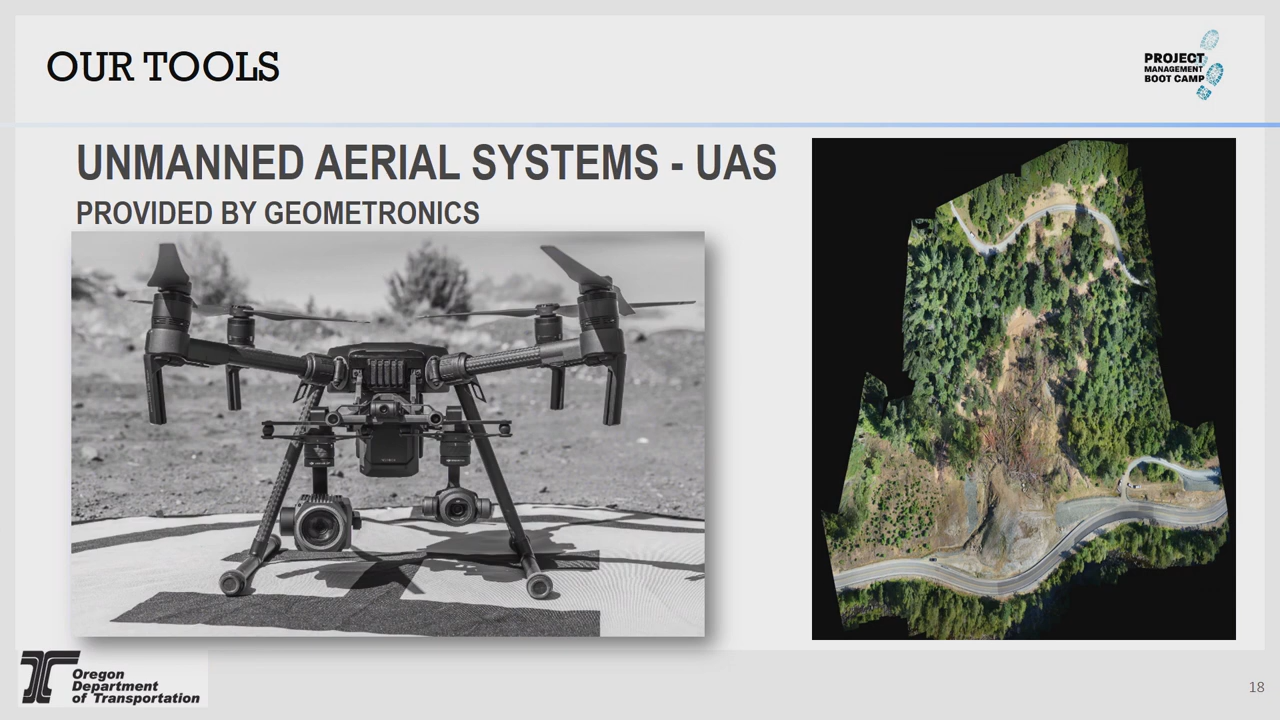 OUR TOOLS
PROJECT
MANAGEMENT
BOOT CAMP
UNMANNED AERIAL SYSTEMS - UAS
PROVIDED BY GEOMETRONICS
Oregon
Department
of Transportation
18